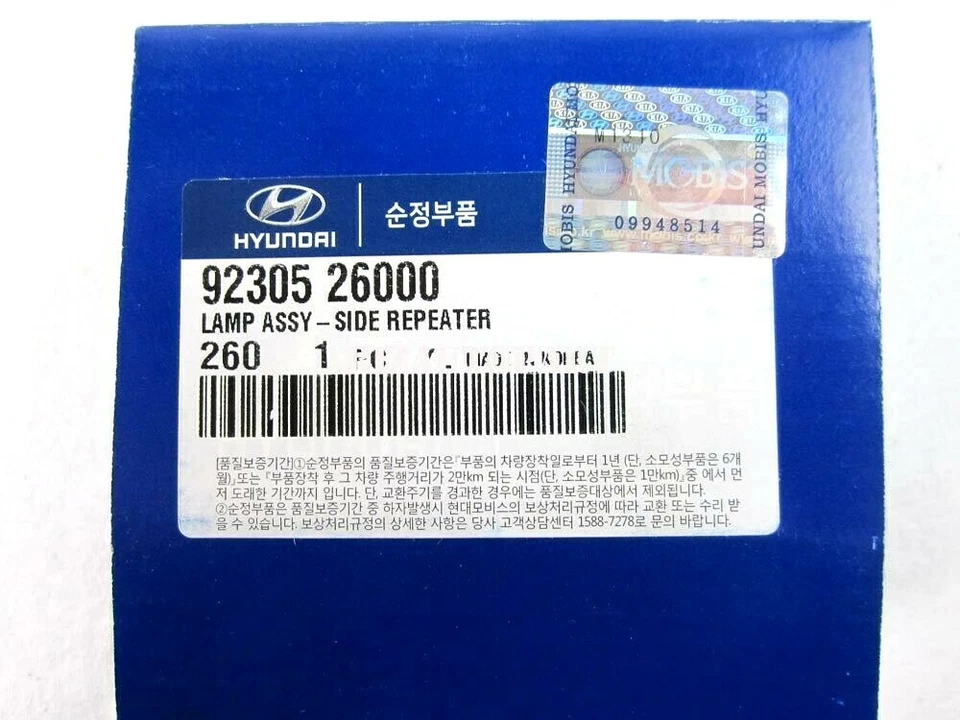 HYUNDAI
순정부품
M1310
MOBIS
09948514
www.mobis.co.kr
92305 26000
LAMP ASSY – SIDE REPEATER
260 1
[품질보증기간]①순정부품의 품질보증기간은『부품의 차량장착일로부터 1년 (단, 소모성부품은 6개
월)』또는『부품장착 후 그 차량 주행거리가 2만km 되는 시점(단, 소모성부품은 1만km)』중 에서 먼
저 도래한 기간까지 입니다. 단, 교환주기를 경과한 경우에는 품질보증대상에서 제외됩니다.
②순정부품은 품질보증기간 중 하자발생시 현대모비스의 보상처리규정에 따라 교환 또는 수리 받
을 수 있습니다. 보상처리규정의 상세한 사항은 당사 고객상담센터 1588-7278로 문의 바랍니다.